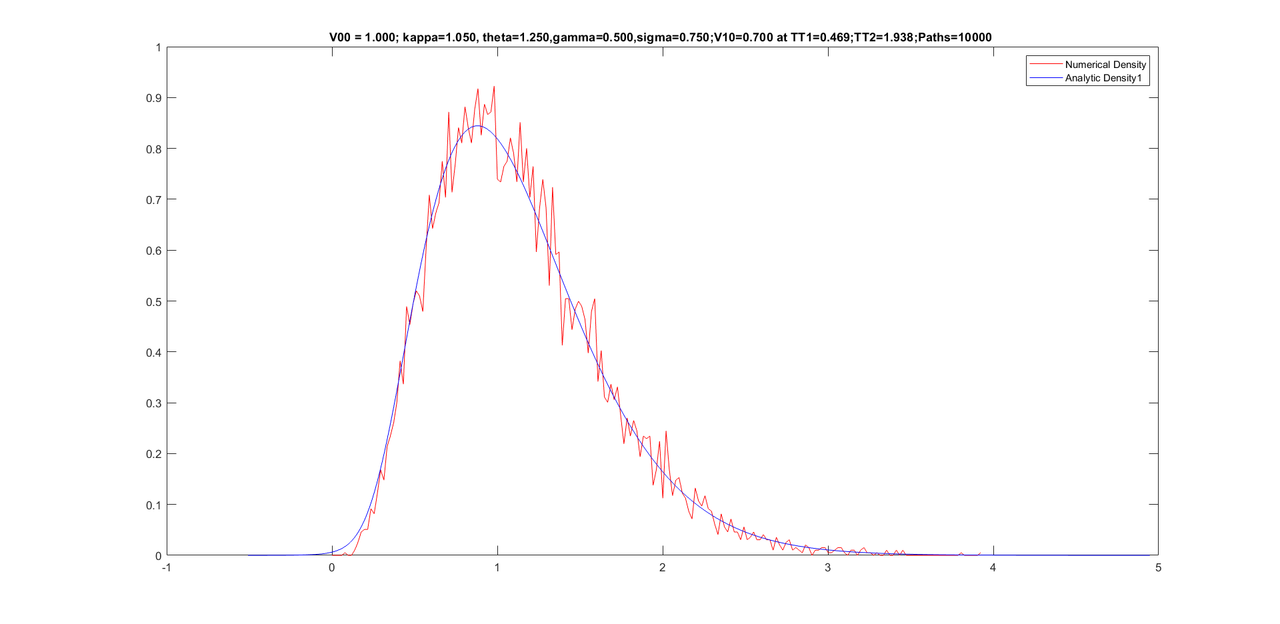 V00 = 1.000; kappa=1.050, theta=1.250,gamma=0.500,sigma=0.750;V10=0.700 at TT1=0.469;TT2=1.938;Paths=10000
Numerical Density
Analytic Density1
1
0.9
0.8
0.7
0.6
0.5
0.4
0.3
0.2
0.1
0
-1 0 1 2 3 4 5